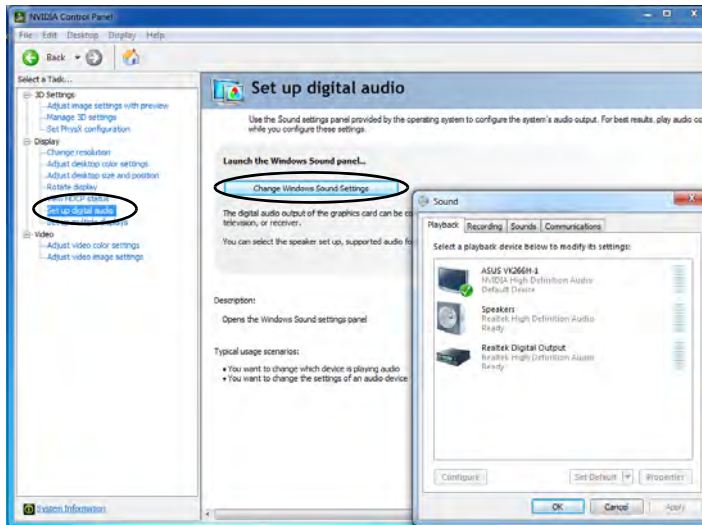 NVIDIA Control Panel
File Edit Desktop Display Help
Back
Select a Task...
3D Settings
Adjust image settings with preview
Manage 3D settings
Set PhysX configuration
Display
Change resolution
Adjust desktop color settings
Adjust desktop size and position
Rotate display
View HDCP status
Set up digital audio
Video
Adjust video color settings
Adjust video image settings
System Information
Set up digital audio
Use the Sound settings panel provided by the operating system to configure the system's audio output. For best results, play audio co
while you configure these settings.
Launch the Windows Sound panel...
Change Windows Sound Settings
The digital audio output of the graphics card can be co
television, or receiver.
You can select the speaker set up, supported audio fo
Description:
Opens the Windows Sound settings panel
Typical usage scenarios:
• You want to change which device is playing audio
• You want to change the settings of an audio device
Sound
Playback Recording Sounds Communications
Select a playback device below to modify its settings:
ASUS VK266H-1
NVIDIA High Definition Audio
Default Device
Speakers
Realtek High Definition Audio
Ready
Realtek Digital Output
Realtek High Definition Audio
Ready
Configure Set Default Properties
OK Cancel Apply